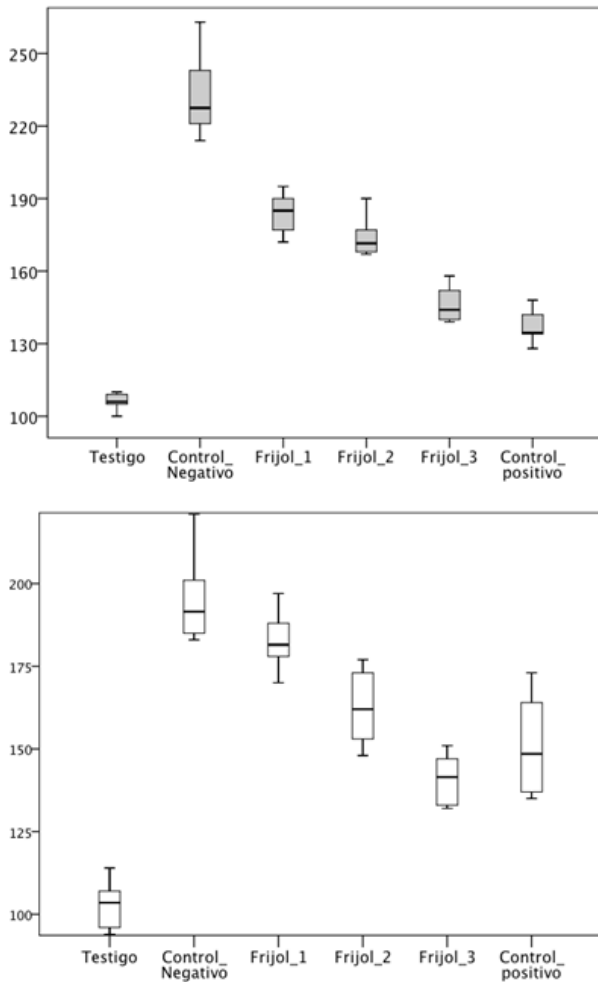 250
220
190
160
130
100
Testigo Control_ Frijol_1 Frijol_2 Frijol_3 Control_
Negativo positivo
200
175
150
125
100
Testigo Control_ Frijol_1 Frijol_2 Frijol_3 Control_
Negativo positivo